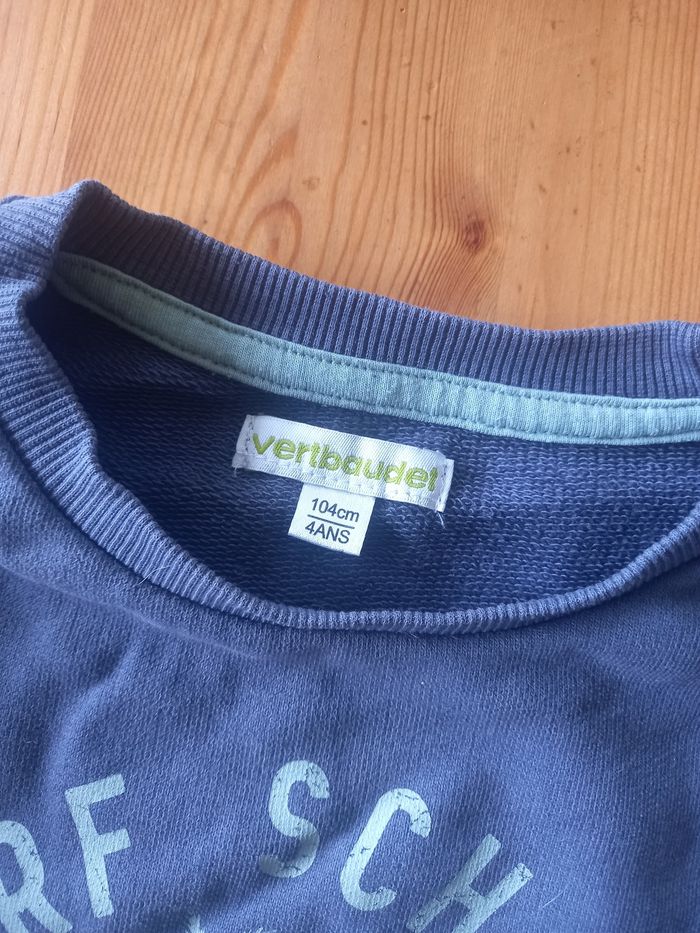 vertbaudet
104cm
4ANS
RF SCH